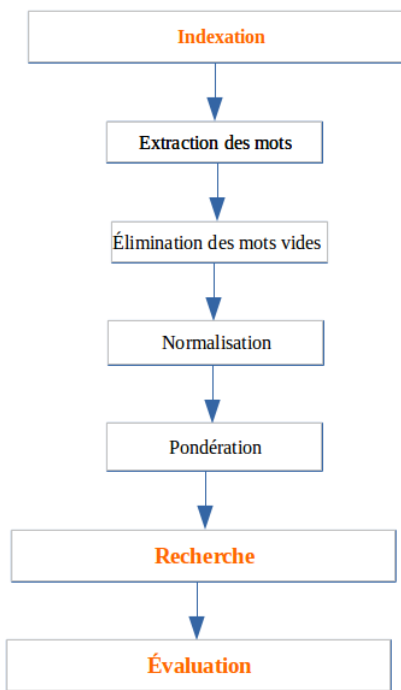 Indexation
Extraction des mots
Élimination des mots vides
Normalisation
Pondération
Recherche
Évaluation